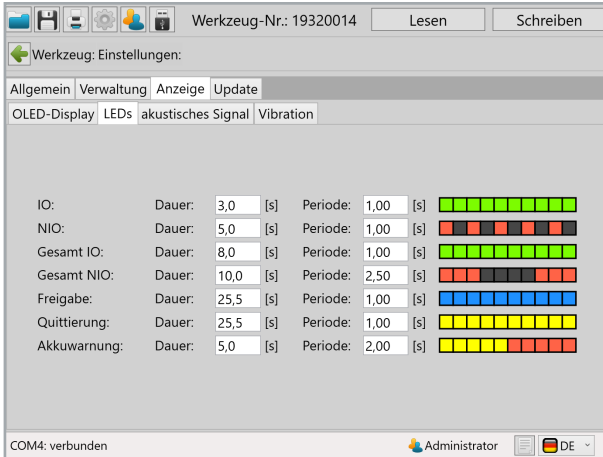 Werkzeug-Nr.: 19320014 Lesen Schreiben
Werkzeug: Einstellungen:
Allgemein Verwaltung Anzeige Update
OLED-Display LEDs akustisches Signal Vibration
IO: Dauer: 3,0 [s] Periode: 1,00 [s]
NIO: Dauer: 5,0 [s] Periode: 1,00 [s]
Gesamt IO: Dauer: 8,0 [s] Periode: 1,00 [s]
Gesamt NIO: Dauer: 10,0 [s] Periode: 2,50 [s]
Freigabe: Dauer: 25,5 [s] Periode: 1,00 [s]
Quittierung: Dauer: 25,5 [s] Periode: 1,00 [s]
Akkuwarnung: Dauer: 5,0 [s] Periode: 2,00 [s]
COM4: verbunden Administrator DE